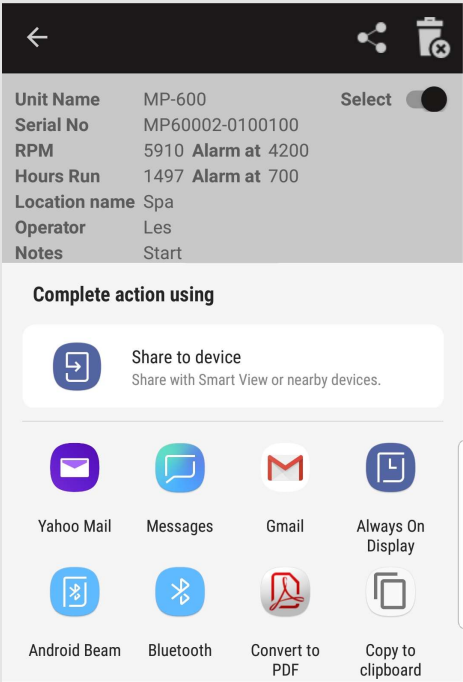 Unit Name MP-600 Select
Serial No MP60002-0100100
RPM 5910 Alarm at 4200
Hours Run 1497 Alarm at 700
Location name Spa
Operator Les
Notes Start
Complete action using
Share to device
Share with Smart View or nearby devices.
Yahoo Mail Messages Gmail Always On
Display
Android Beam Bluetooth Convert to Copy to
PDF clipboard